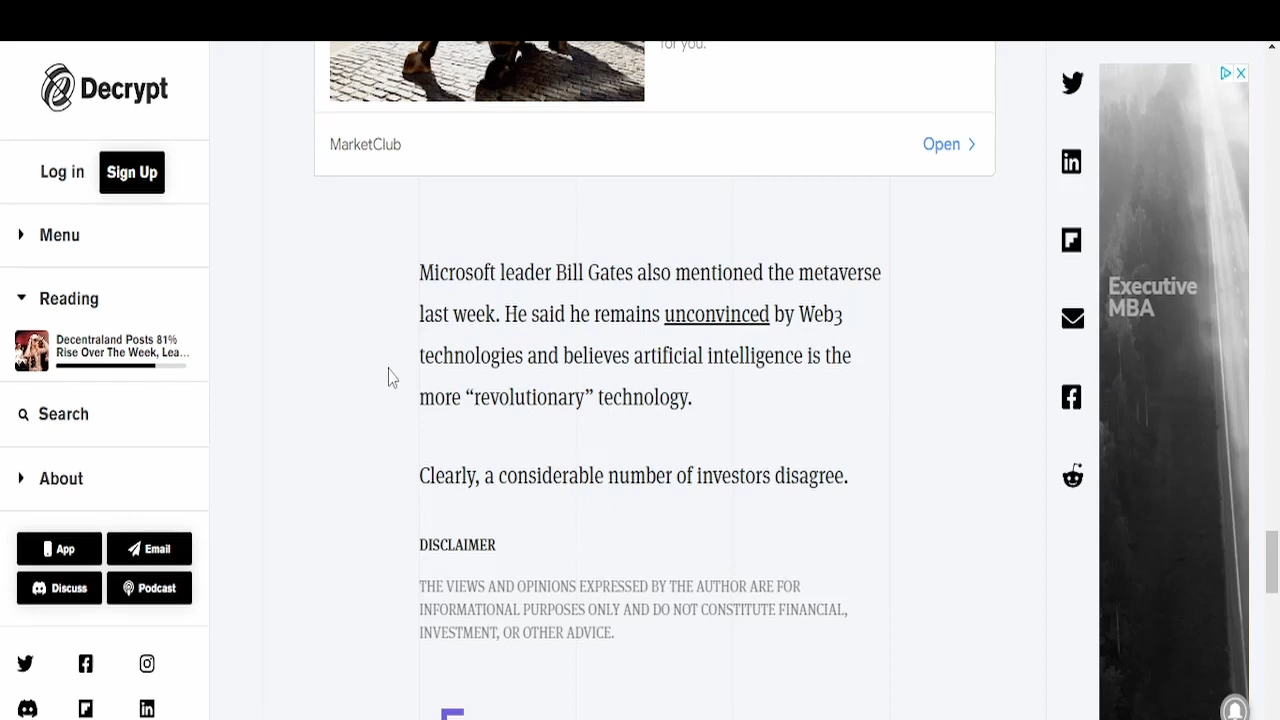 for you.
Decrypt
MarketClub
Open
Log in
Sign Up
Menu
Reading
Decentraland Posts 81%
Rise Over The Week, Lea...
Search
About
App
Email
Discuss
Podcast
Microsoft leader Bill Gates also mentioned the metaverse
last week. He said he remains unconvinced by Web3
technologies and believes artificial intelligence is the
more “revolutionary” technology.
Clearly, a considerable number of investors disagree.
DISCLAIMER
THE VIEWS AND OPINIONS EXPRESSED BY THE AUTHOR ARE FOR
INFORMATIONAL PURPOSES ONLY AND DO NOT CONSTITUTE FINANCIAL,
INVESTMENT, OR OTHER ADVICE.
Executive
MBA